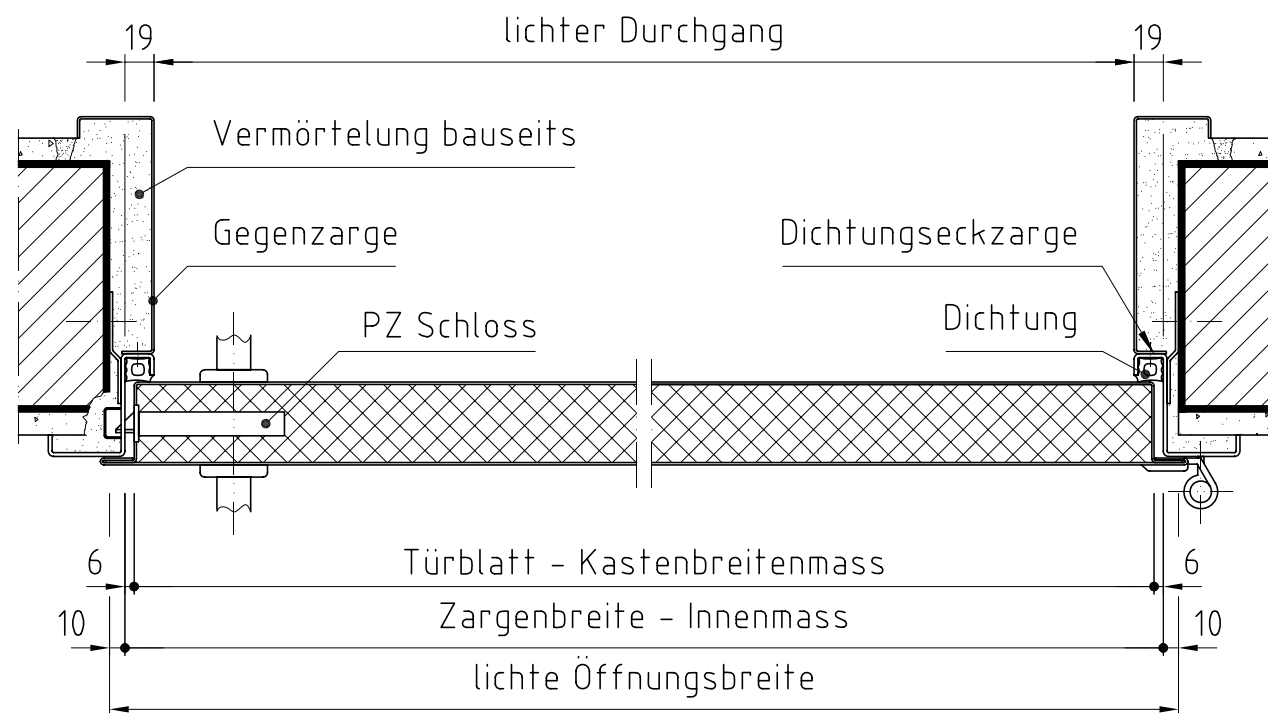 lichter Durchgang
19
19
Vermörtelung bauseits
Gegenzarge
Dichtungseckzarge
PZ Schloss
Dichtung
6
Türblatt - Kastenbreitenmass
6
10
Zargenbreite - Innenmass
10
lichte Öffnungsbreite